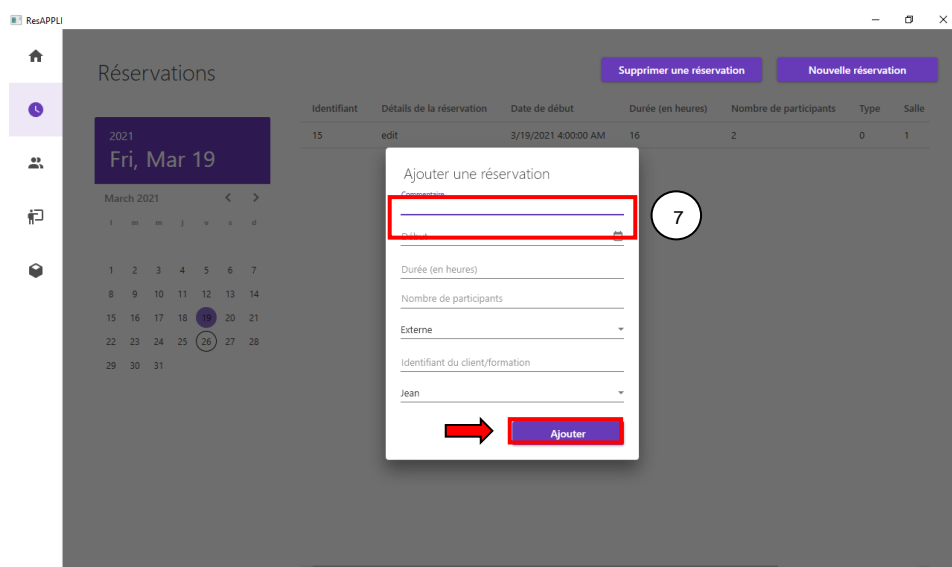 ResAPPLI
Réservations
Supprimer une réservation
Nouvelle réservation
Identifiant Détails de la réservation Date de début Durée (en heures) Nombre de participants Type Salle
15 edit 3/19/2021 4:00:00 AM 16 2 0 1
2021
Fri, Mar 19
March 2021
l m m j v s d
1 2 3 4 5 6 7
8 9 10 11 12 13 14
15 16 17 18 19 20 21
22 23 24 25 26 27 28
29 30 31
Ajouter une réservation
Commentaire
Début
Durée (en heures)
Nombre de participants
Externe
Identifiant du client/formation
Jean
Ajouter
7